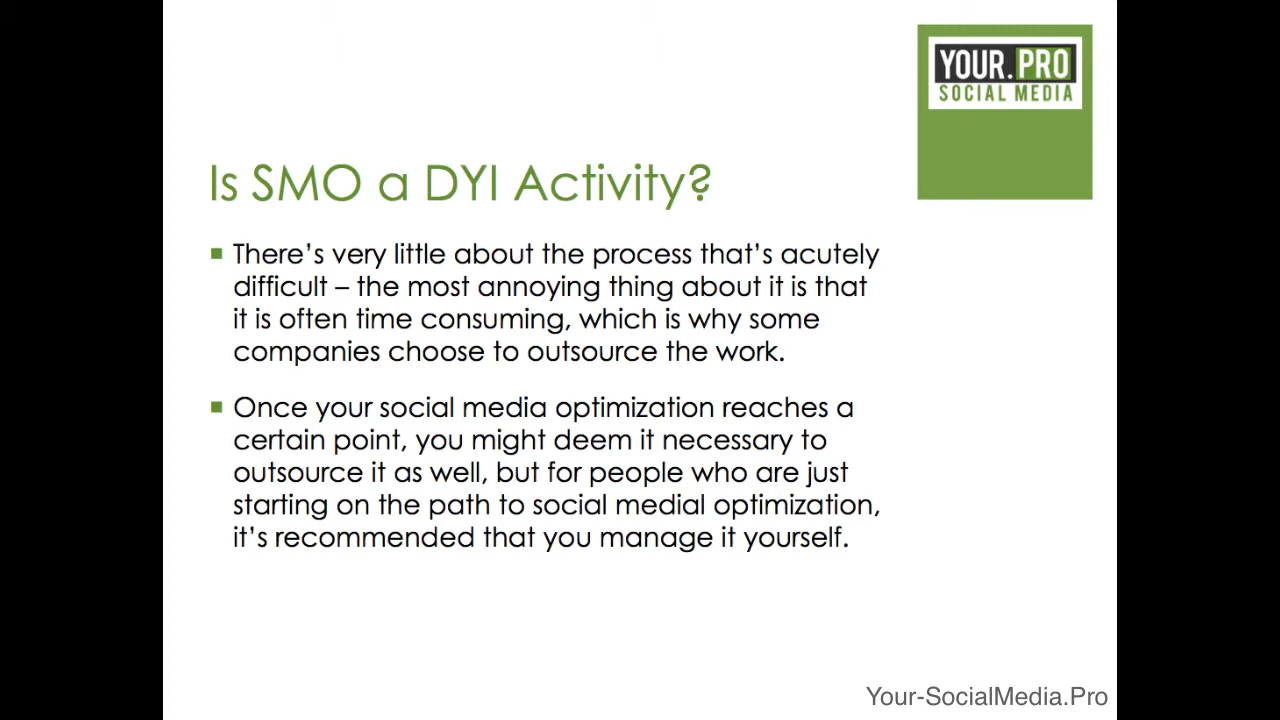 YOUR.PRO
SOCIAL MEDIA
Is SMO a DYI Activity?
There's very little about the process that's acutely
difficult – the most annoying thing about it is that
it is often time consuming, which is why some
companies choose to outsource the work.
Once your social media optimization reaches a
certain point, you might deem it necessary to
outsource it as well, but for people who are just
starting on the path to social medial optimization,
it's recommended that you manage it yourself.
Your-SocialMedia.Pro